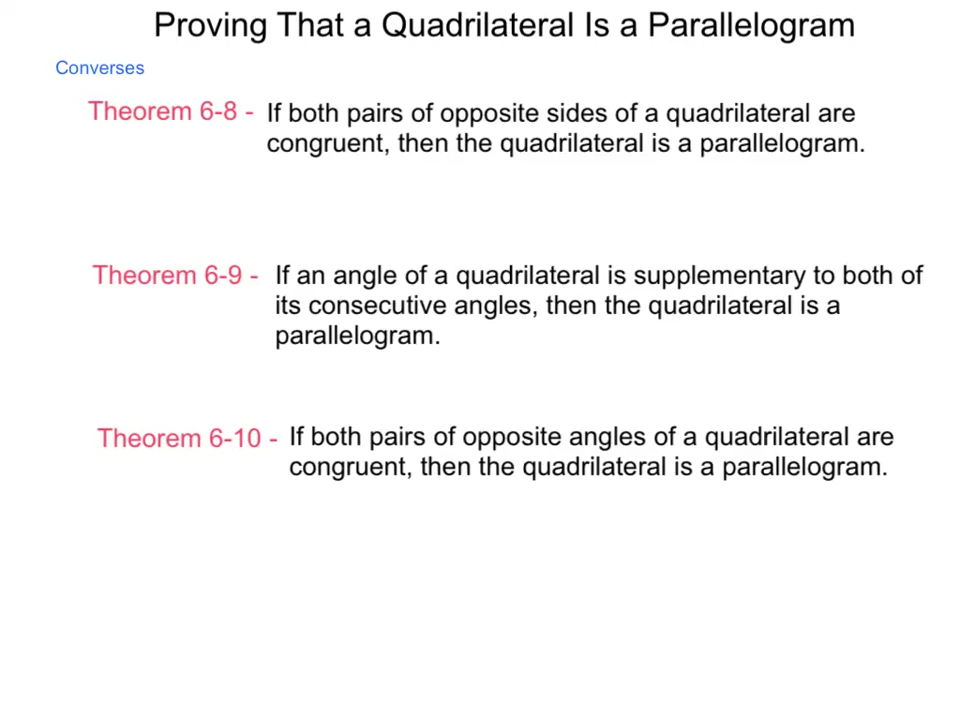 Proving That a Quadrilateral Is a Parallelogram
Converses
Theorem 6-8 - If both pairs of opposite sides of a quadrilateral are
congruent, then the quadrilateral is a parallelogram.
Theorem 6-9 - If an angle of a quadrilateral is supplementary to both of
its consecutive angles, then the quadrilateral is a
parallelogram.
Theorem 6-10 - If both pairs of opposite angles of a quadrilateral are
congruent, then the quadrilateral is a parallelogram.